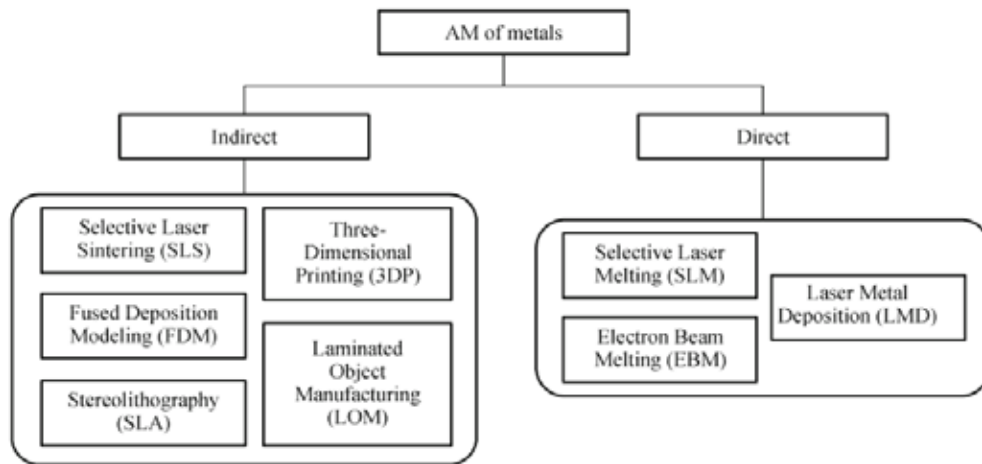 AM of metals
Indirect
Direct
Selective Laser
Sintering (SLS)
Three-
Dimensional
Printing (3DP)
Fused Deposition
Modeling (FDM)
Laminated
Object
Manufacturing
(LOM)
Stereolithography
(SLA)
Selective Laser
Melting (SLM)
Laser Metal
Deposition (LMD)
Electron Beam
Melting (EBM)